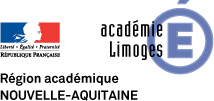 Liberté • Égalité • Fraternité
RÉPUBLIQUE FRANÇAISE
académie
Limoges
É
Région académique
NOUVELLE-AQUITAINE